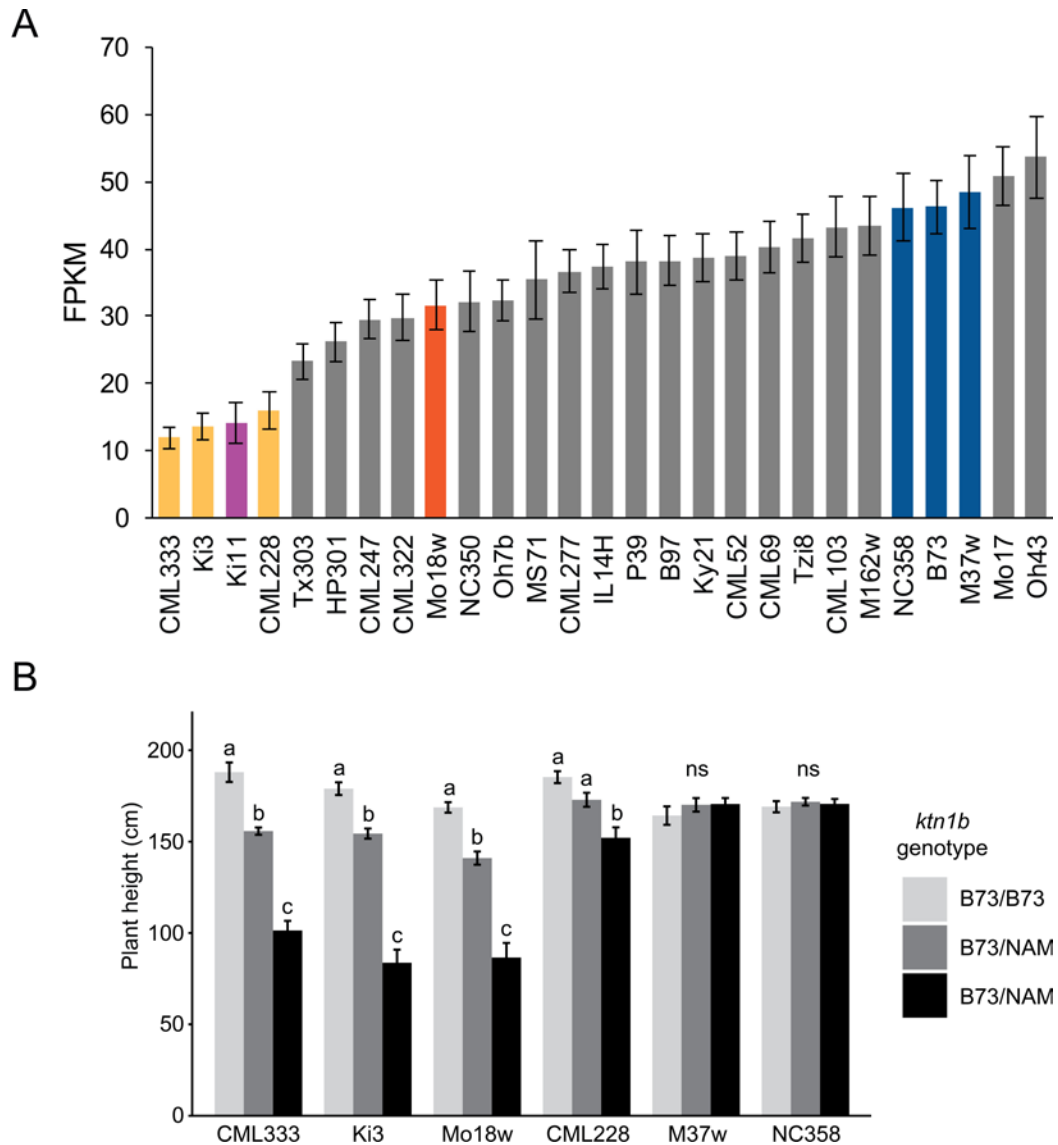 A
70
60
50
40
30
20
10
0
FPKM
CML333 Ki3 Ki11 CML228 Tx303 HP301 CML247 CML322 Mo18w NC350 Oh7b MS71 CML277 IL14H P39 B97 Ky21 CML52 CML69 Tzi8 CML103 M162w NC358 B73 M37w Mo17 Oh43
B
200
150
100
50
0
Plant height (cm)
a b c a b c a b c a a b ns ns
CML333 Ki3 Mo18w CML228 M37w NC358
ktn1b
genotype
B73/B73
B73/NAM
B73/NAM